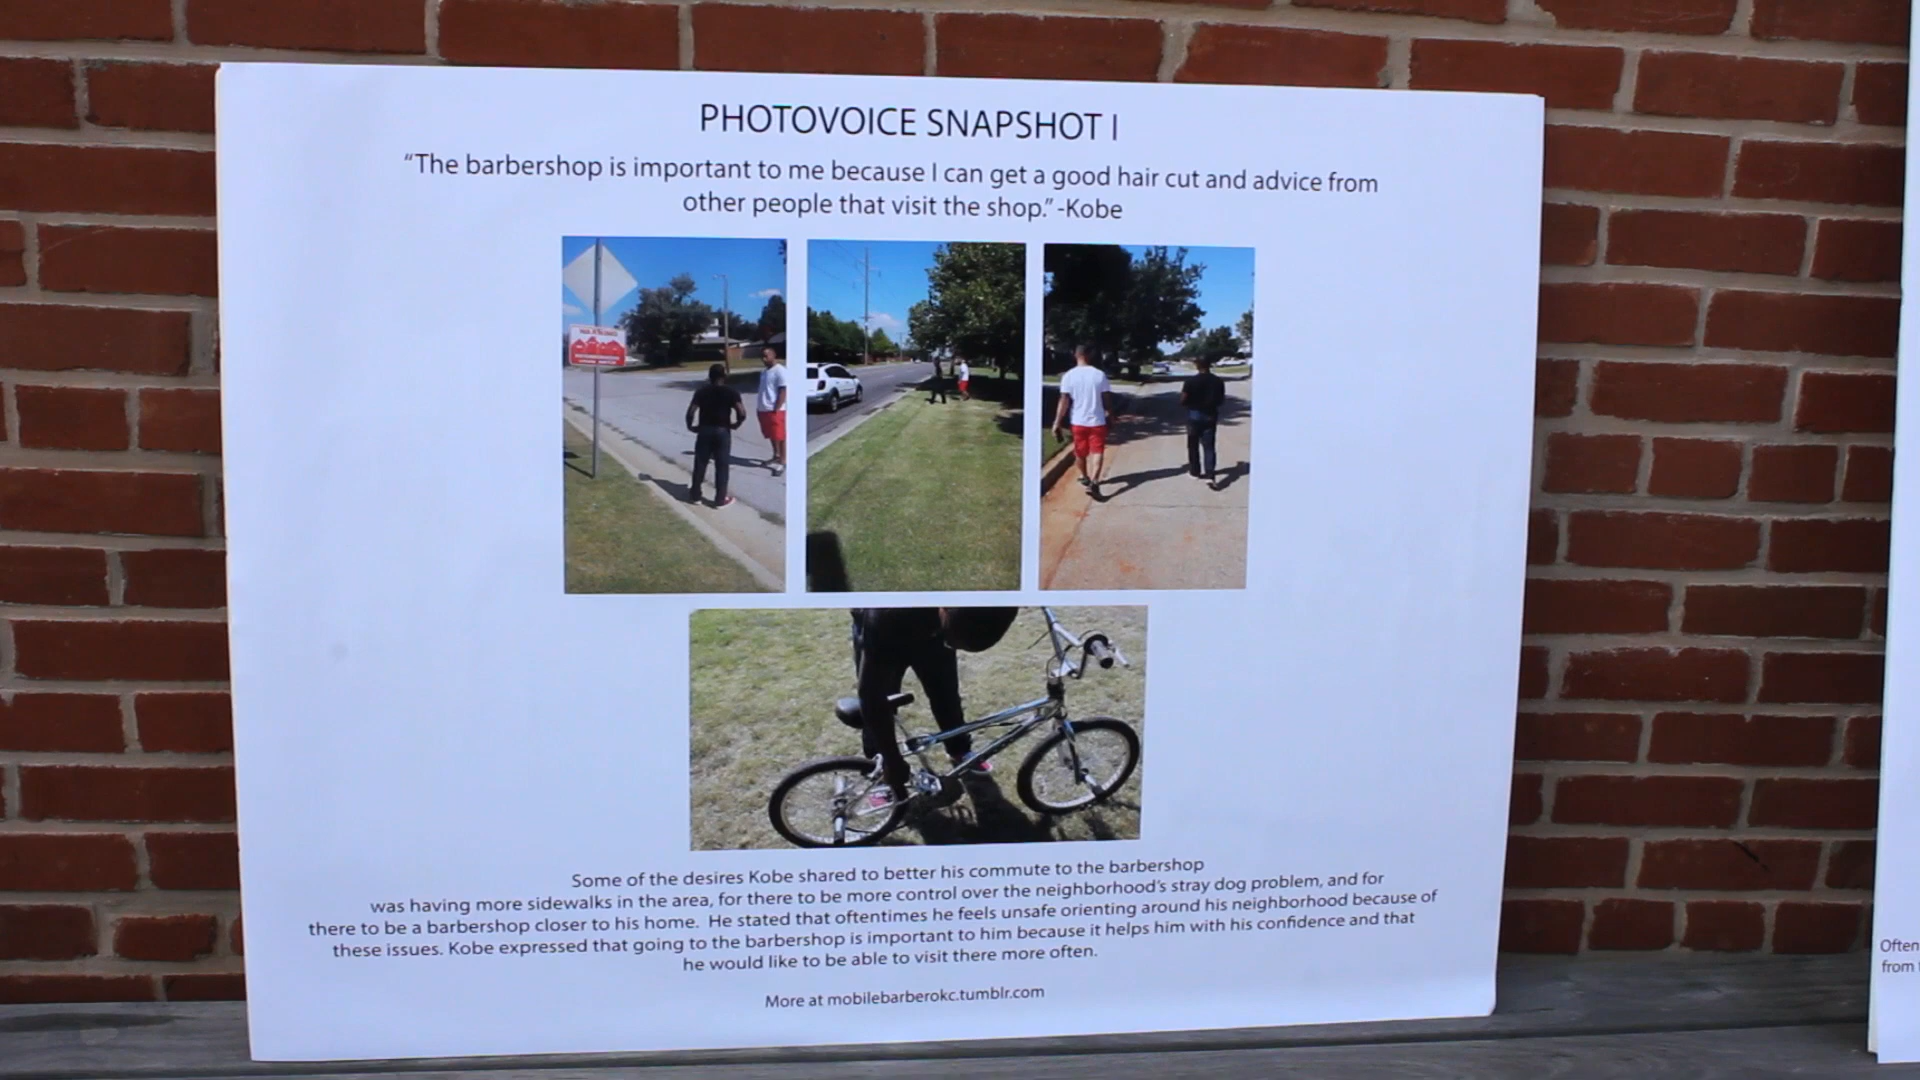 PHOTOVOICE SNAPSHOT I
“The barbershop is important to me because I can get a good hair cut and advice from
other people that visit the shop.” -Kobe
WARNING
Some of the desires Kobe shared to better his commute to the barbershop
was having more sidewalks in the area, for there to be more control over the neighborhood’s stray dog problem, and for
there to be a barbershop closer to his home. He stated that oftentimes he feels unsafe orienting around his neighborhood because of
these issues. Kobe expressed that going to the barbershop is important to him because it helps him with his confidence and that
he would like to be able to visit there more often.
More at mobilebarberokc.tumblr.com
Often
from